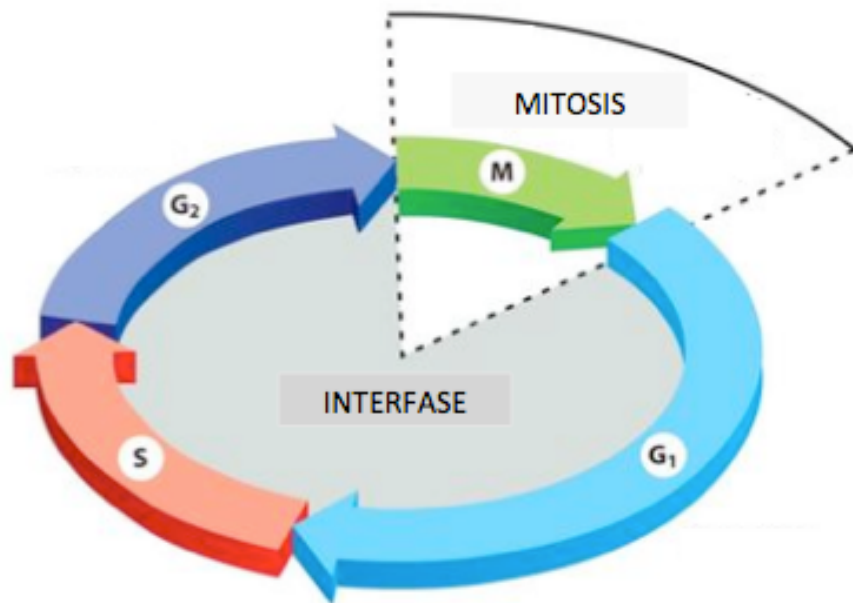 MITOSIS
M
G₂
INTERFASE
S
G₁